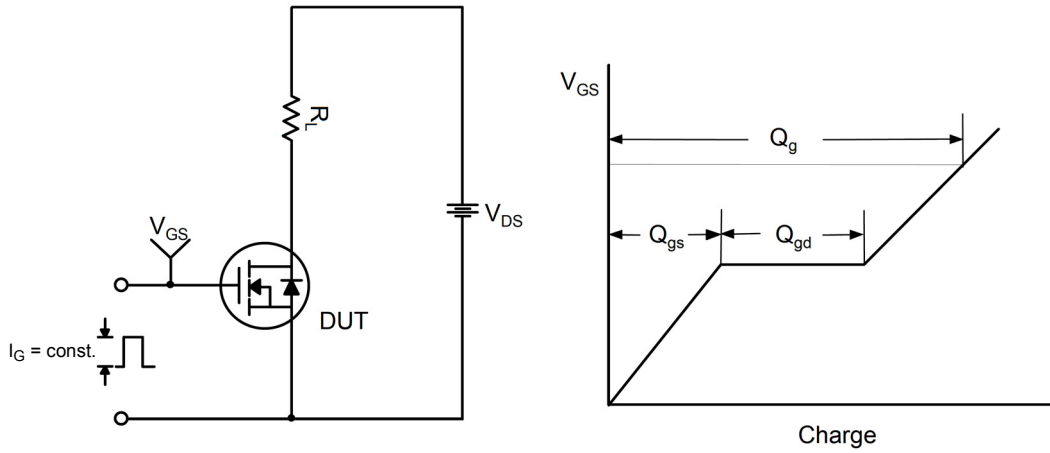 R_L
V_DS
V_GS
DUT
I_G = const.
V_GS
Q_g
Q_gs
Q_gd
Charge